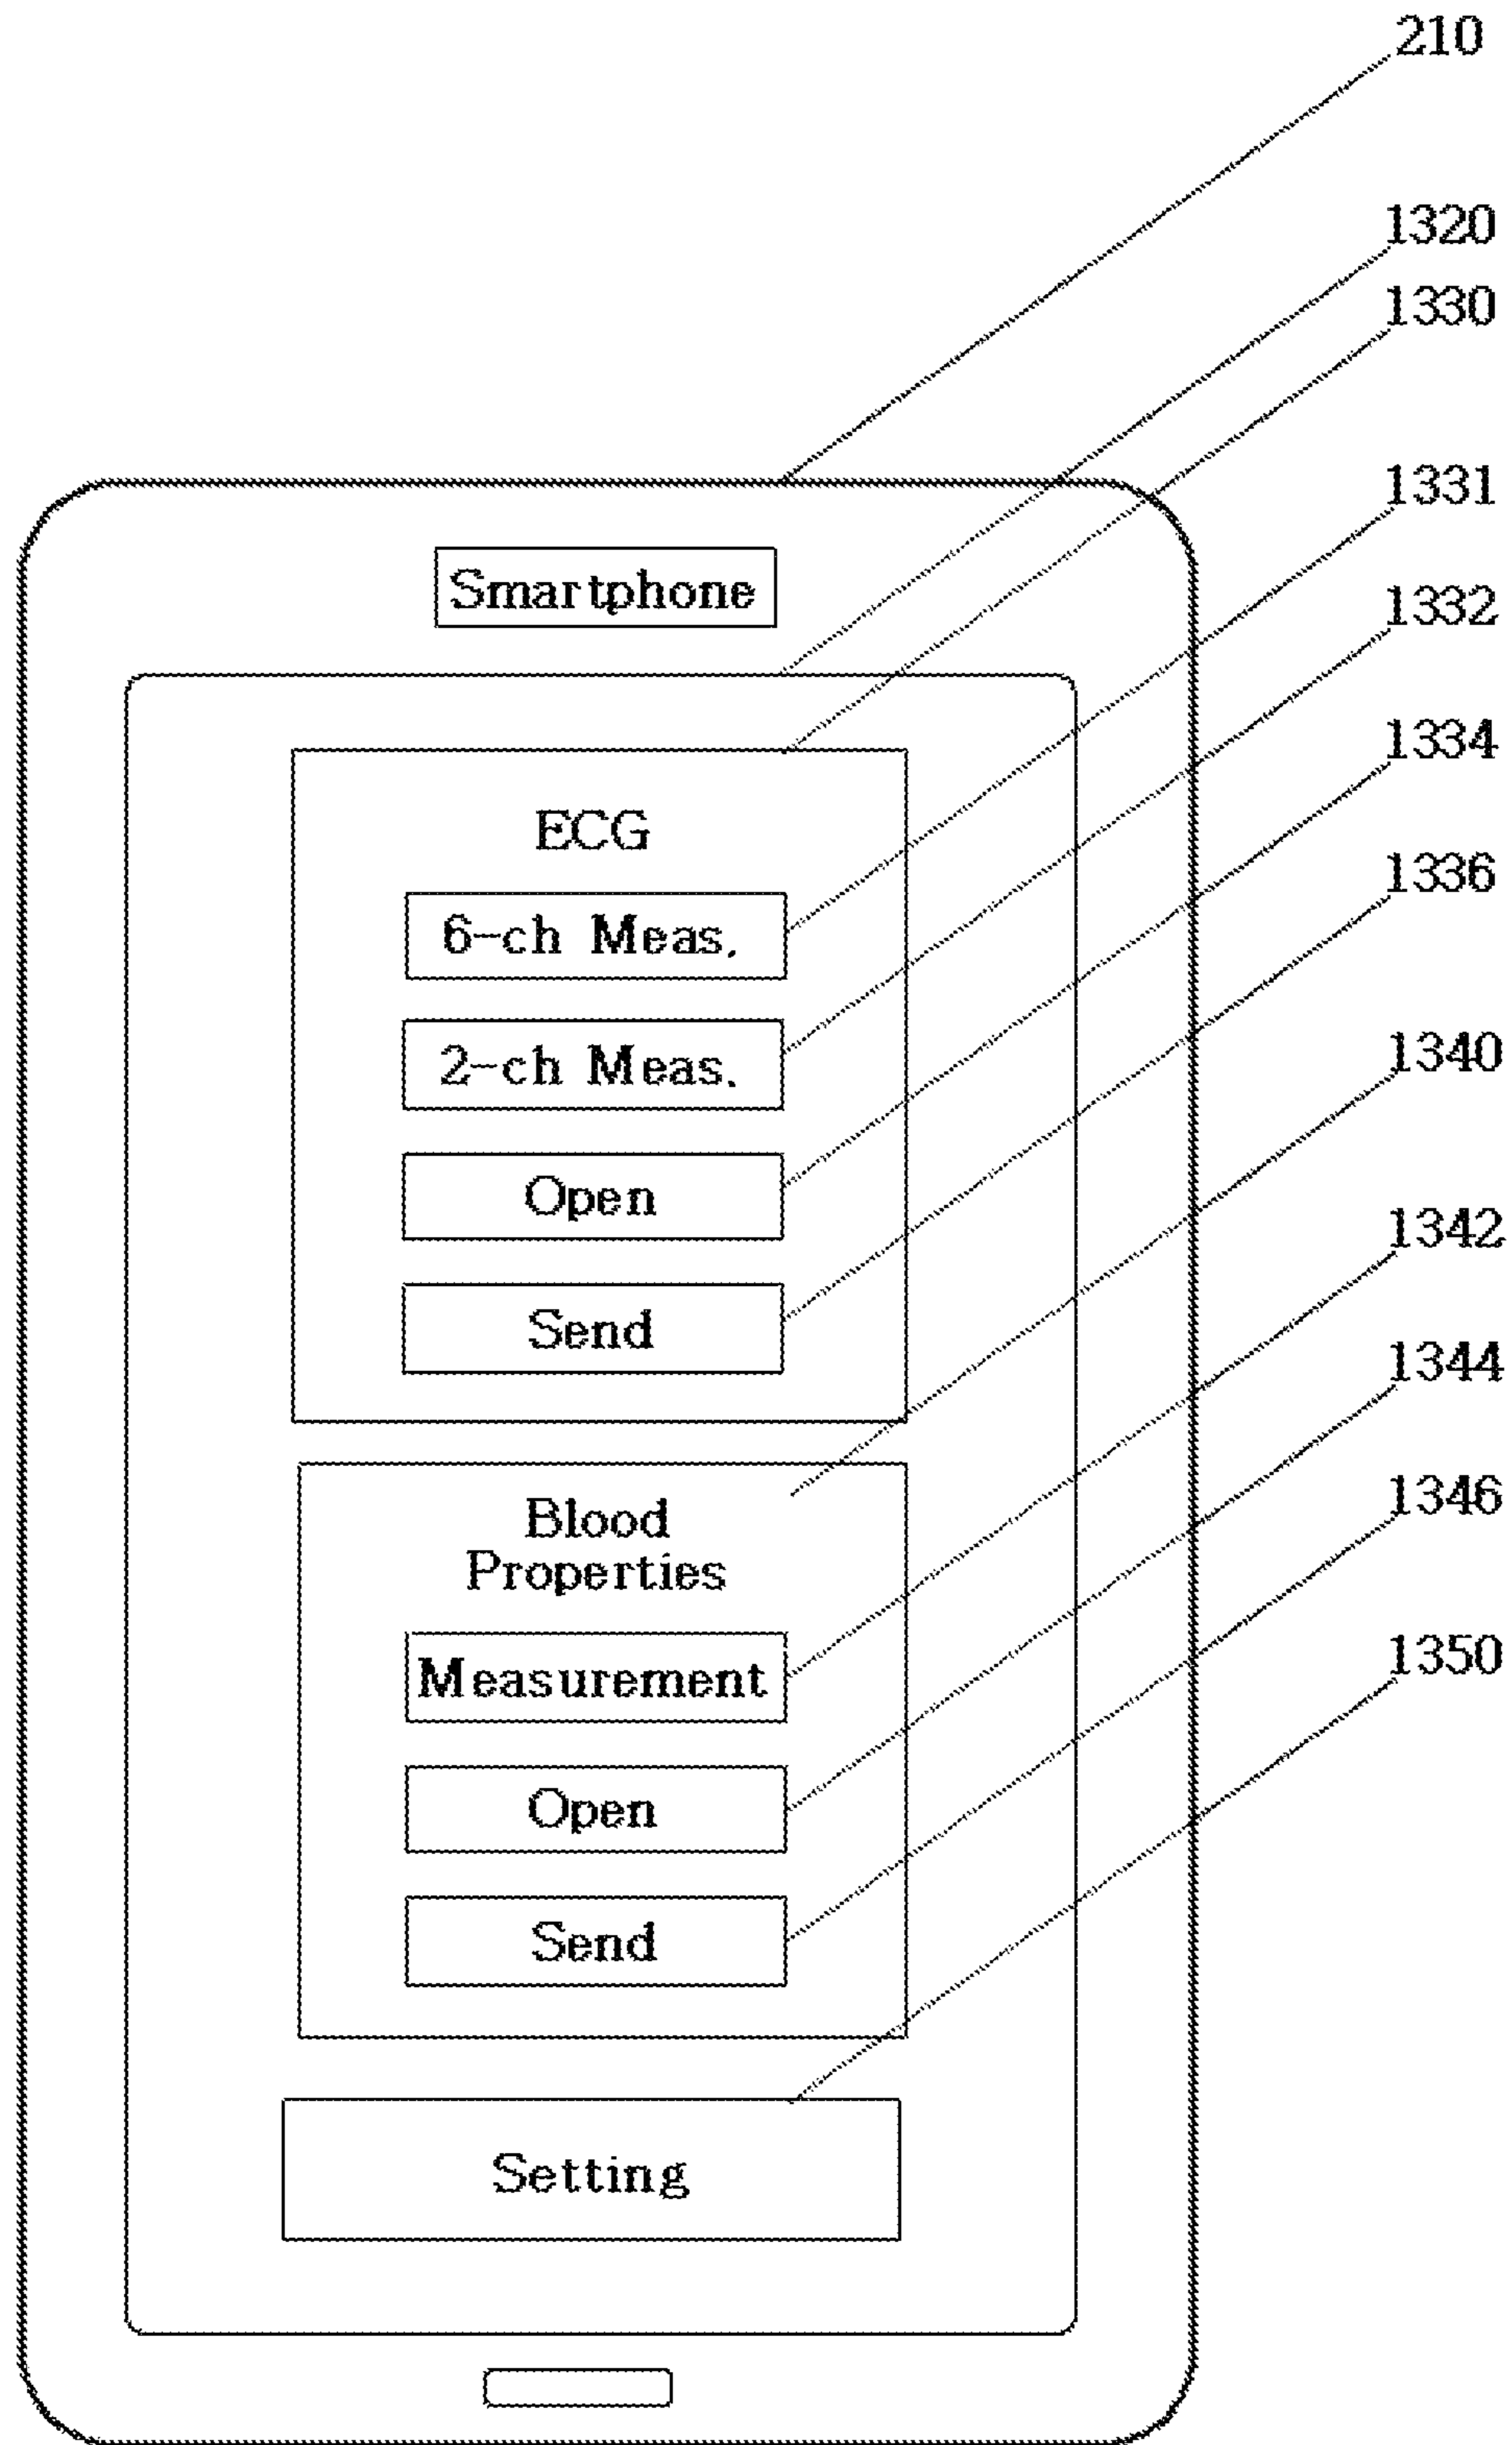 210
1320
1330
1331
Smartphone
1332
1334
ECG
1336
6-ch Meas.
1340
2-ch Meas.
Open
1342
Send
1344
1346
Blood
Properties
1350
Measurement
Open
Send
Setting